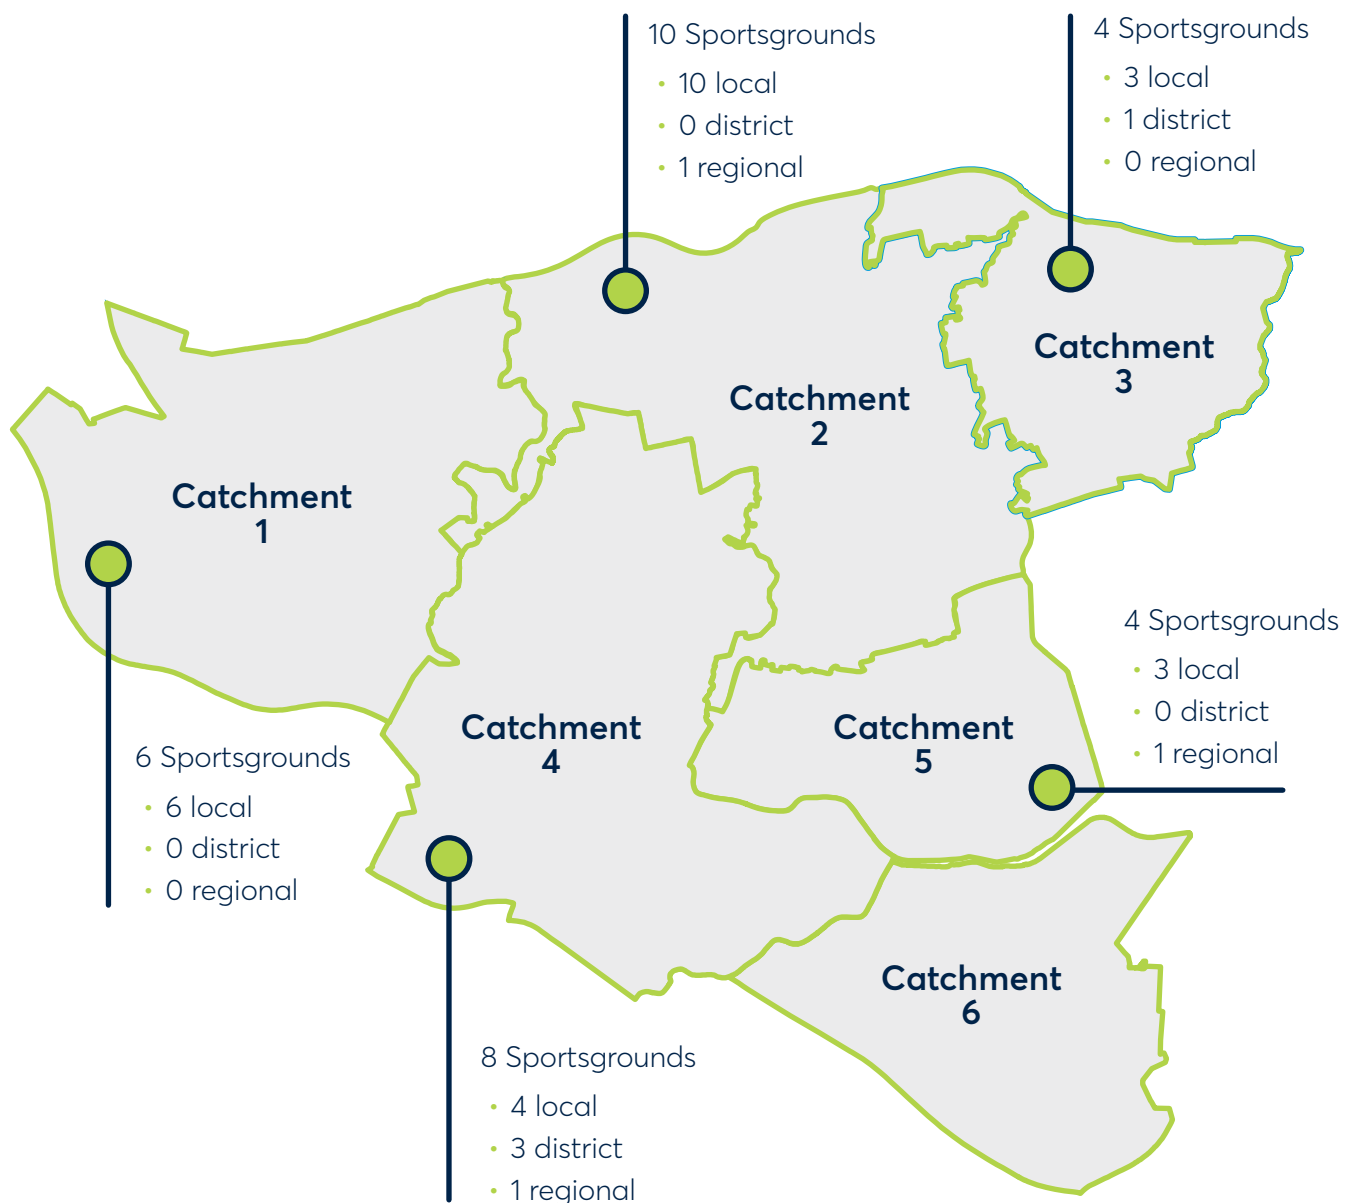 10 Sportsgrounds
• 10 local
• 0 district
• 1 regional
4 Sportsgrounds
• 3 local
• 1 district
• 0 regional
Catchment
3
Catchment
2
Catchment
1
4 Sportsgrounds
• 3 local
• 0 district
• 1 regional
Catchment
4
Catchment
5
6 Sportsgrounds
• 6 local
• 0 district
• 0 regional
Catchment
6
8 Sportsgrounds
• 4 local
• 3 district
• 1 regional